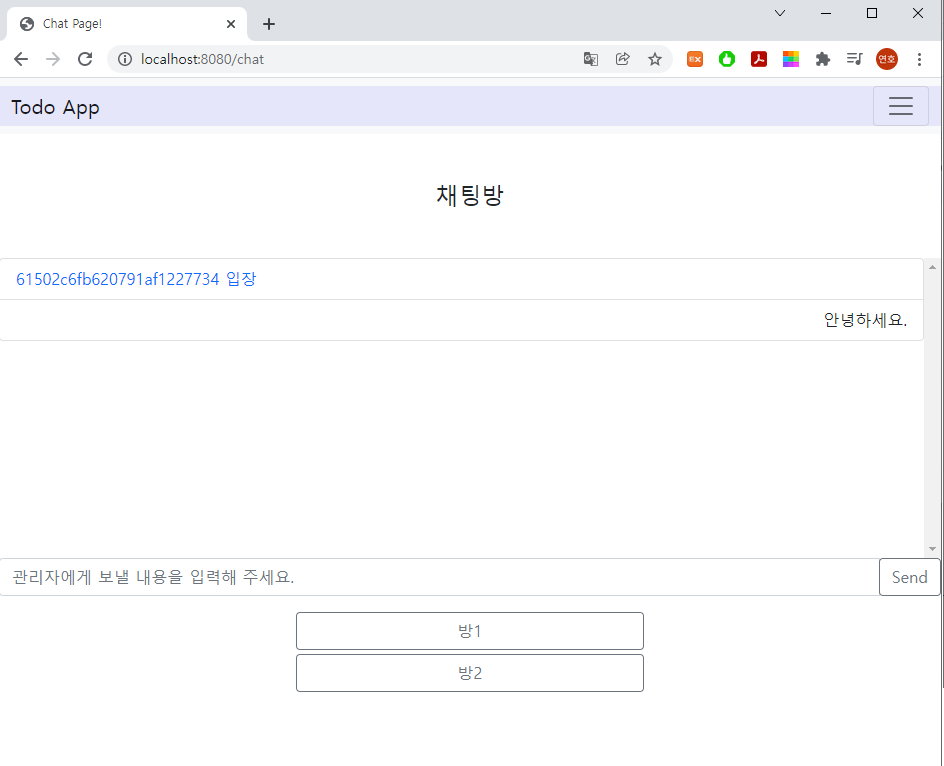 Chat Page!
localhost:8080/chat
EX
연호
Todo App
채팅방
61502c6fb620791af1227734 입장
안녕하세요.
관리자에게 보낼 내용을 입력해 주세요.
Send
방1
방2